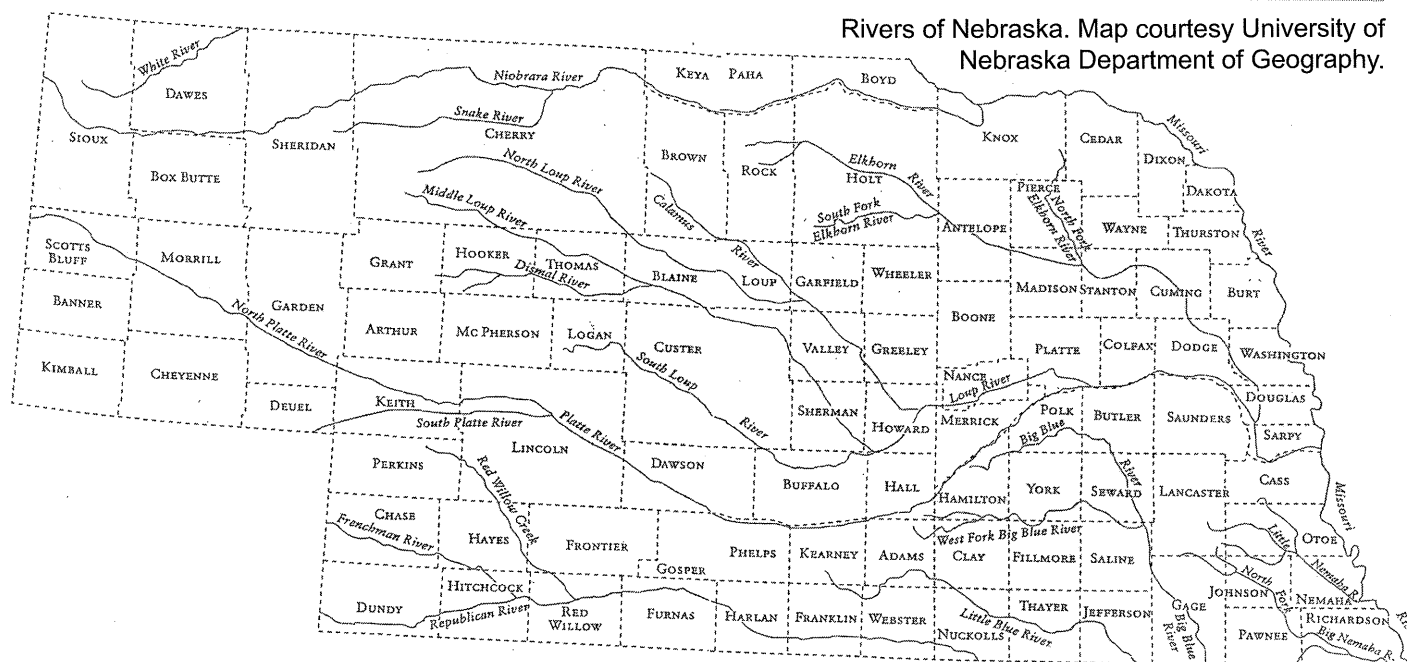 Rivers of Nebraska. Map courtesy University of
Nebraska Department of Geography.
White River
DAWES
Niobrara River
KEYA PAHA
BOYD
SIOUX
SHERIDAN
Snake River
CHERRY
BOX BUTTE
BROWN
ROCK
Elkhorn River
HOLT
KNOX
CEDAR
DIXON
Missouri River
DAKOTA
North Loup River
Middle Loup River
Calamus River
South Fork
Elkhorn River
ANTELOPE
PIERCE
North Fork
Elkhorn River
WAYNE
THURSTON
SCOTTS
BLUFF
MORRILL
GRANT
HOOKER
THOMAS
Dismal River
BLAINE
LOUP
GARFIELD
WHEELER
BANNER
GARDEN
North Platte River
ARTHUR
MC PHERSON
LOGAN
CUSTER
VALLEY
GREELEY
BOONE
MADISON
STANTON
CUMING
BURT
KIMBALL
CHEYENNE
DEUEL
KEITH
South Platte River
South Loup River
SHERMAN
HOWARD
NANCE
Loup River
MERRICK
PLATTE
COLFAX
DODGE
WASHINGTON
DOUGLAS
SARPY
PERKINS
LINCOLN
Platte River
DAWSON
BUFFALO
HALL
HAMILTON
POLK
Big Blue River
BUTLER
SAUNDERS
YORK
SEWARD
LANCASTER
CASS
Missouri
CHASE
Frenchman River
HAYES
Red Willow Creek
FRONTIER
GOSPER
PHELPS
KEARNEY
ADAMS
West Fork Big Blue River
CLAY
FILLMORE
SALINE
OTOE
Little Nemaha R.
DUNDY
HITCHCOCK
Republican River
RED
WILLOW
FURNAS
HARLAN
FRANKLIN
WEBSTER
NUCKOLLS
Little Blue River
THAYER
JEFFERSON
GAGE
Big Blue
River
JOHNSON
North Fork
Big Nemaha R.
NEMAHA
PAWNEE
RICHARDSON